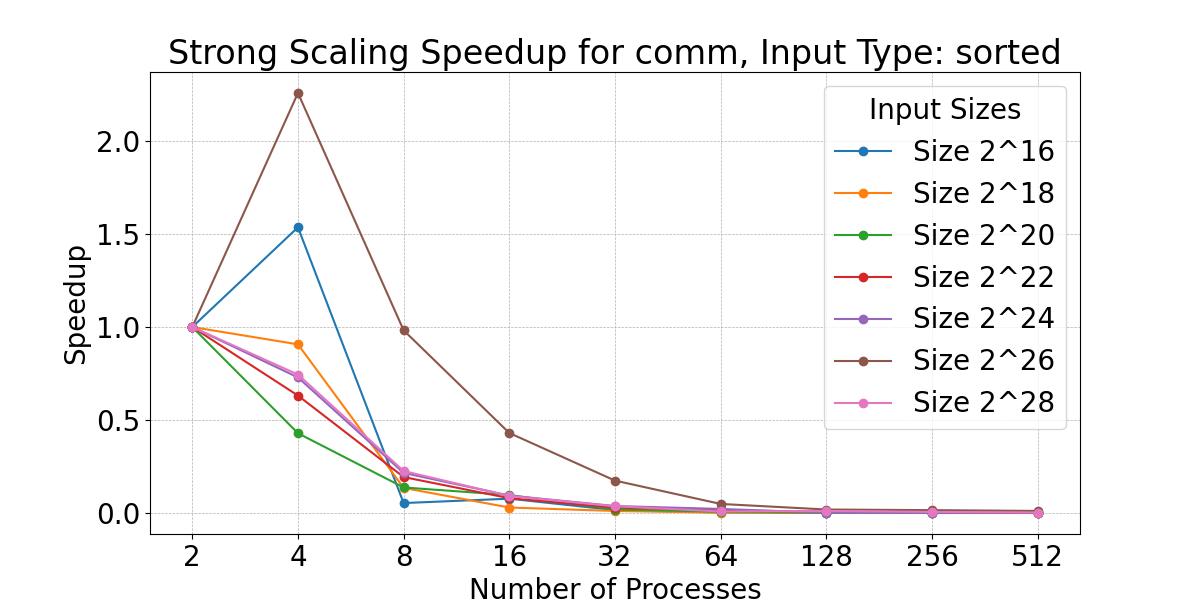 Strong Scaling Speedup for comm, Input Type: sorted
Speedup
2.0
1.5
1.0
0.5
0.0
2 4 8 16 32 64 128 256 512
Number of Processes
Input Sizes
Size 2^16
Size 2^18
Size 2^20
Size 2^22
Size 2^24
Size 2^26
Size 2^28